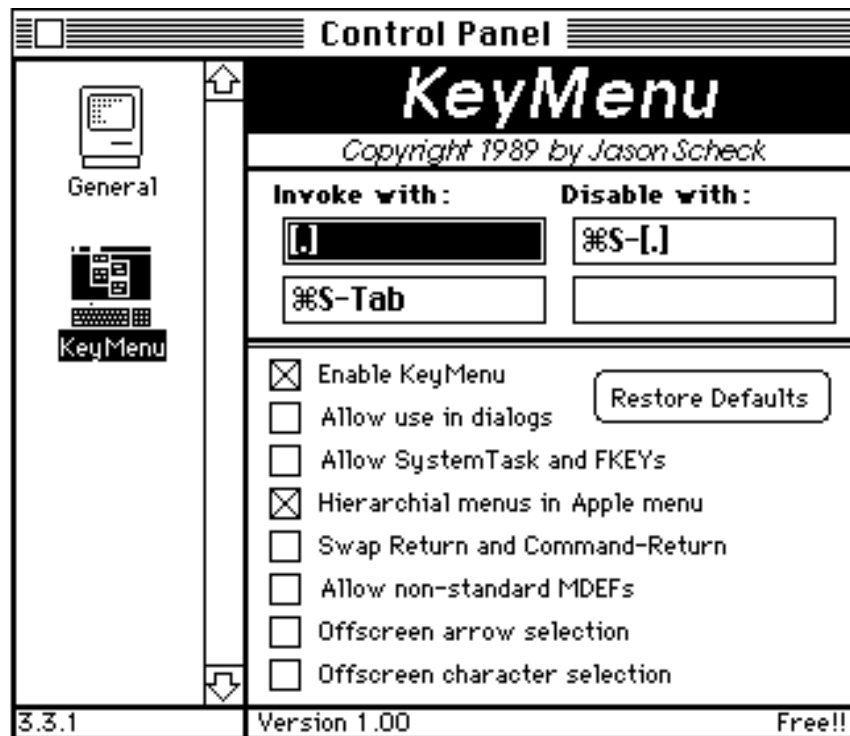 Control Panel
General
KeyMenu
3.3.1
KeyMenu
Copyright 1989 by Jason Scheck
Invoke with: Disable with:
[.] ⌘S-[.]
⌘S-Tab
Enable KeyMenu
Restore Defaults
Allow use in dialogs
Allow SystemTask and FKEYs
Hierarchial menus in Apple menu
Swap Return and Command-Return
Allow non-standard MDEFs
Offscreen arrow selection
Offscreen character selection
Version 1.00 Free!!